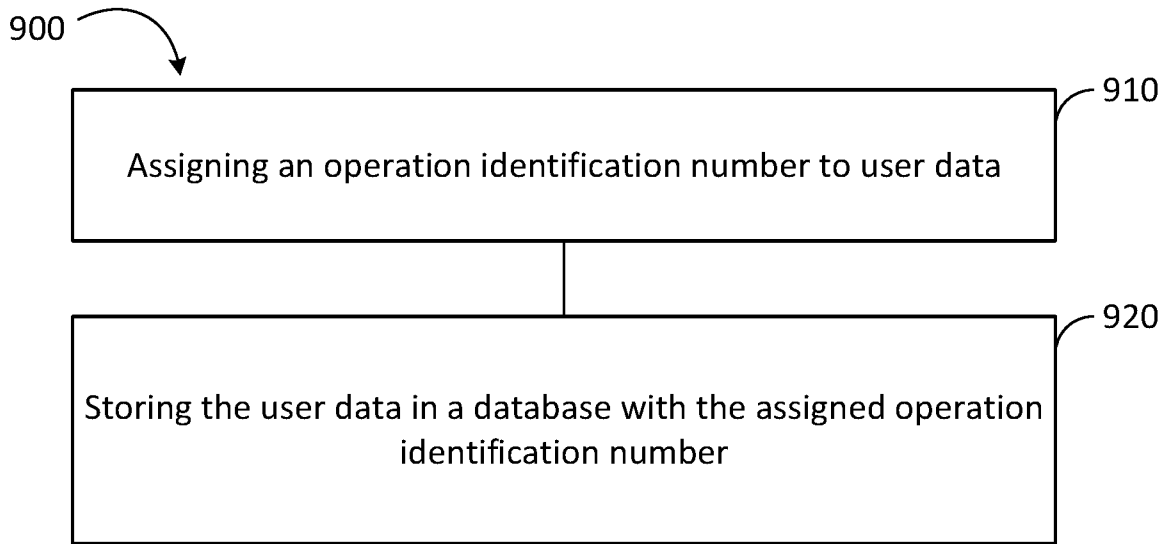 900
910
Assigning an operation identification number to user data
920
Storing the user data in a database with the assigned operation
identification number